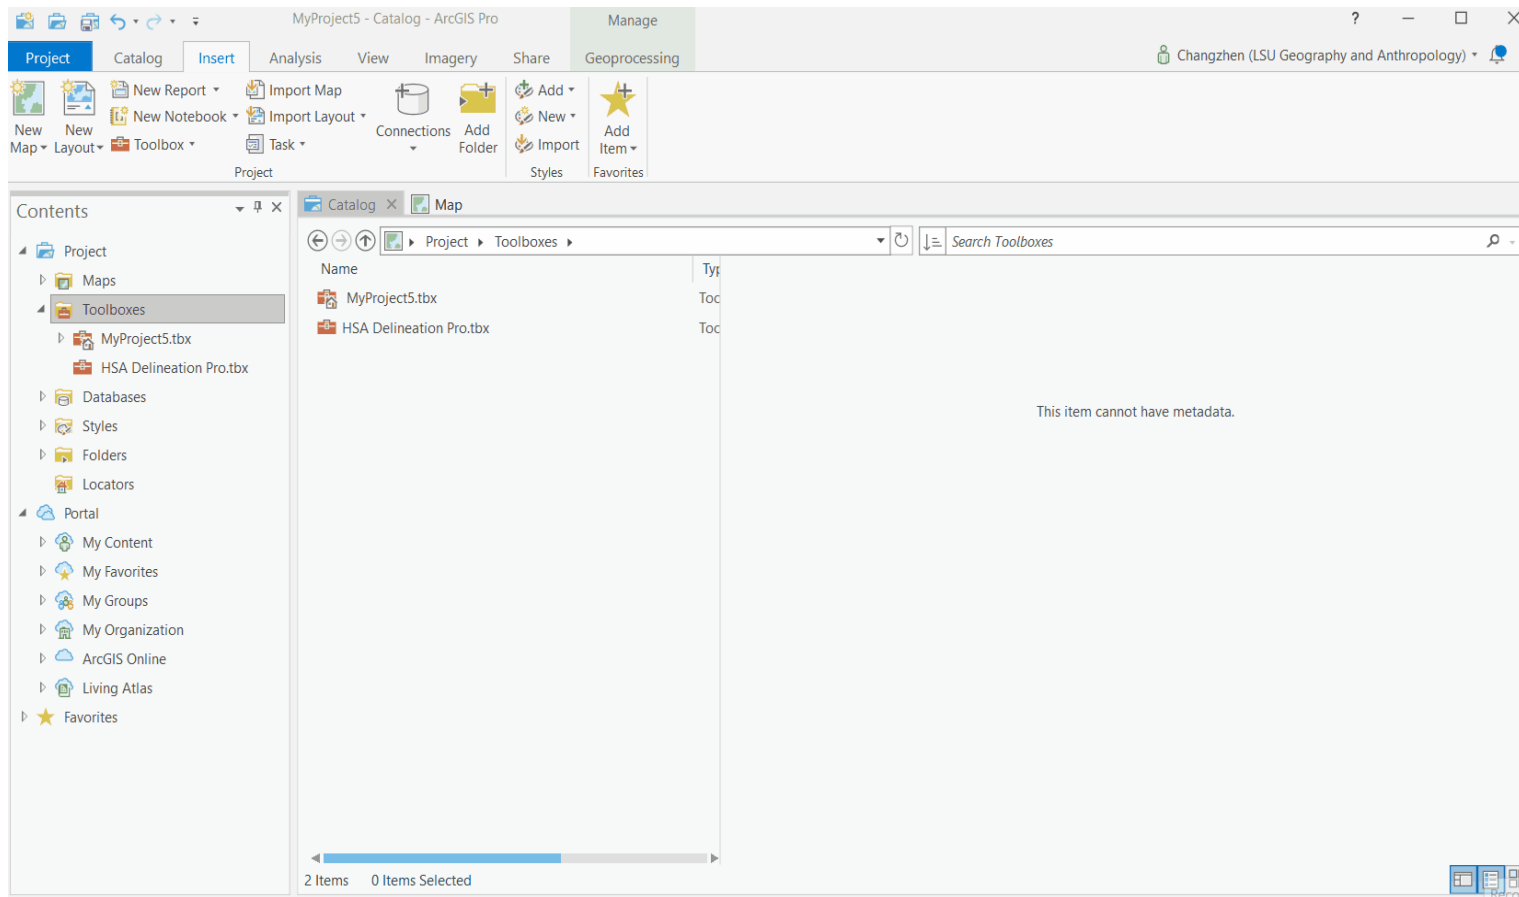 MyProject5 - Catalog - ArcGIS Pro
Manage
?
Project Catalog Insert Analysis View Imagery Share Geoprocessing
Changzhen (LSU Geography and Anthropology)
New Map
New Layout
New Report
New Notebook
Toolbox
Import Map
Import Layout
Task
Connections
Add Folder
Project
Add
New
Import
Styles
Add Item
Favorites
Contents
Project
Maps
Toolboxes
MyProject5.tbx
HSA Delineation Pro.tbx
Databases
Styles
Folders
Locators
Portal
My Content
My Favorites
My Groups
My Organization
ArcGIS Online
Living Atlas
Favorites
Catalog
Map
Project Toolboxes
Search Toolboxes
Name Typ
MyProject5.tbx Too
HSA Delineation Pro.tbx Too
This item cannot have metadata.
2 Items 0 Items Selected